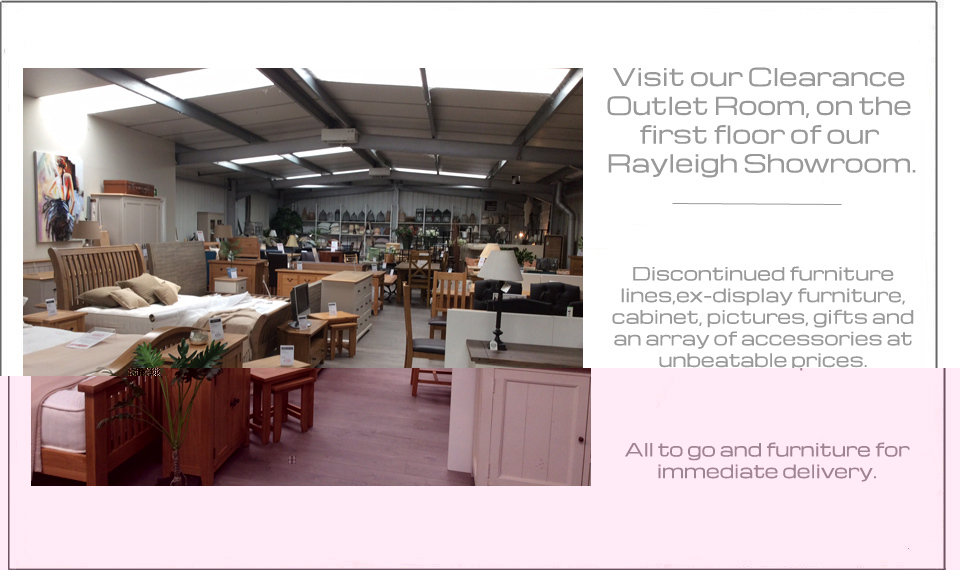 Visit our Clearance
Outlet Room, on the
first floor of our
Rayleigh Showroom.
Discontinued furniture
lines,ex-display furniture,
cabinet, pictures, gifts and
an array of accessories at
unbeatable prices.
All to go and furniture for
immediate delivery.